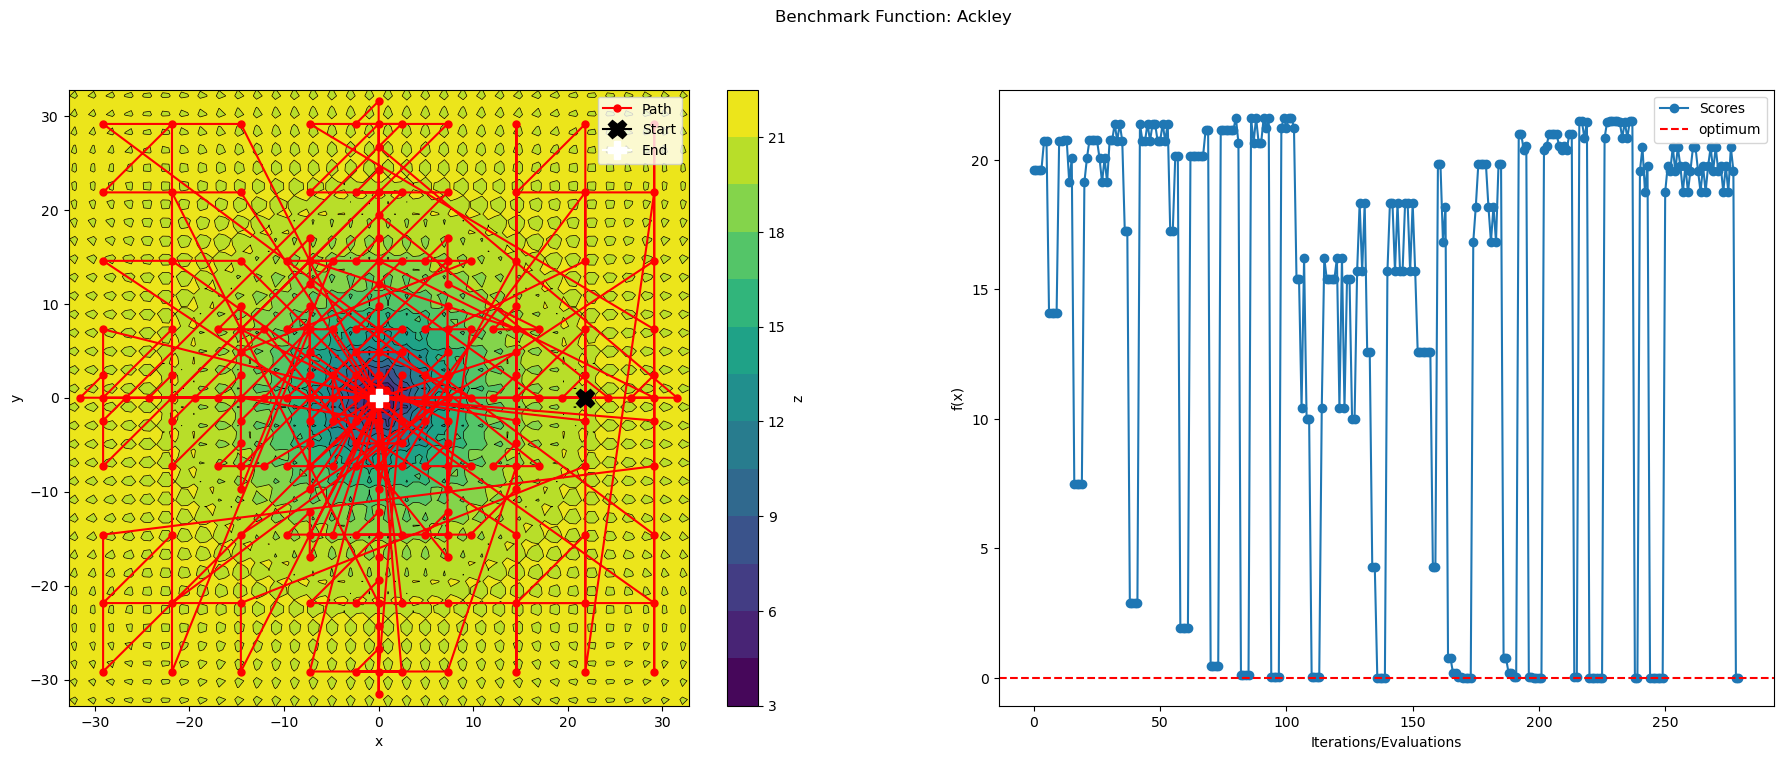 Benchmark Function: Ackley
Path
Start
End
30
20
10
0
−10
−20
−30
y
−30
−20
−10
0
10
20
30
x
21
18
15
12
9
6
3
z
Scores
optimum
20
15
10
5
0
f(x)
0
50
100
150
200
250
Iterations/Evaluations